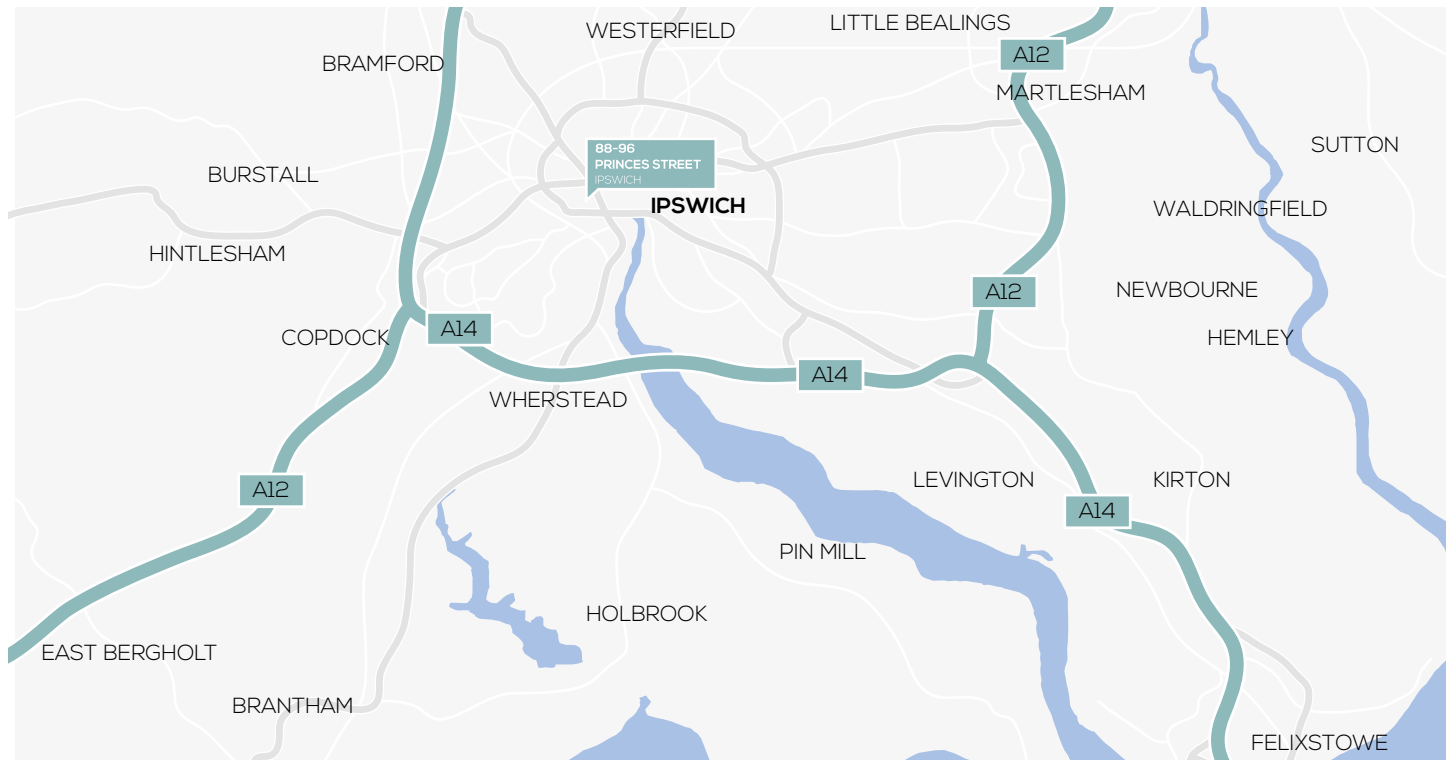 LITTLE BEALINGS
WESTERFIELD
A12
BRAMFORD
MARTLESHAM
88-96
PRINCES STREET
IPSWICH
SUTTON
BURSTALL
IPSWICH
WALDRINGFIELD
HINTLESHAM
A12
NEWBOURNE
A14
COPDOCK
HEMLEY
A14
WHERSTEAD
LEVINGTON
KIRTON
A12
A14
PIN MILL
HOLBROOK
EAST BERGHOLT
BRANTHAM
FELIXSTOWE